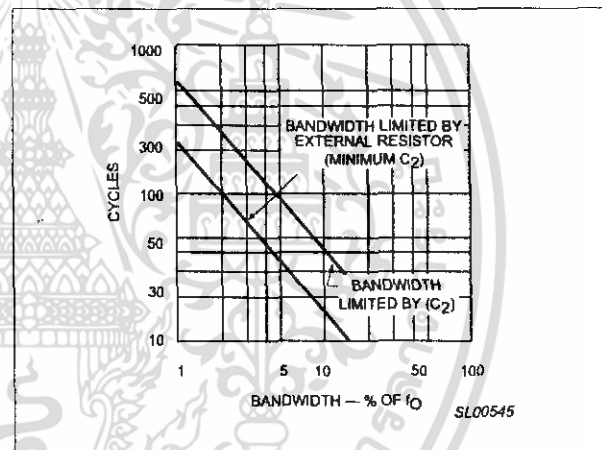 1000
500
300
100
50
30
10
CYCLES
BANDWIDTH LIMITED BY
EXTERNAL RESISTOR
(MINIMUM C2)
BANDWIDTH
LIMITED BY (C2)
1
5
10
50
100
BANDWIDTH — % OF fO
SL00545